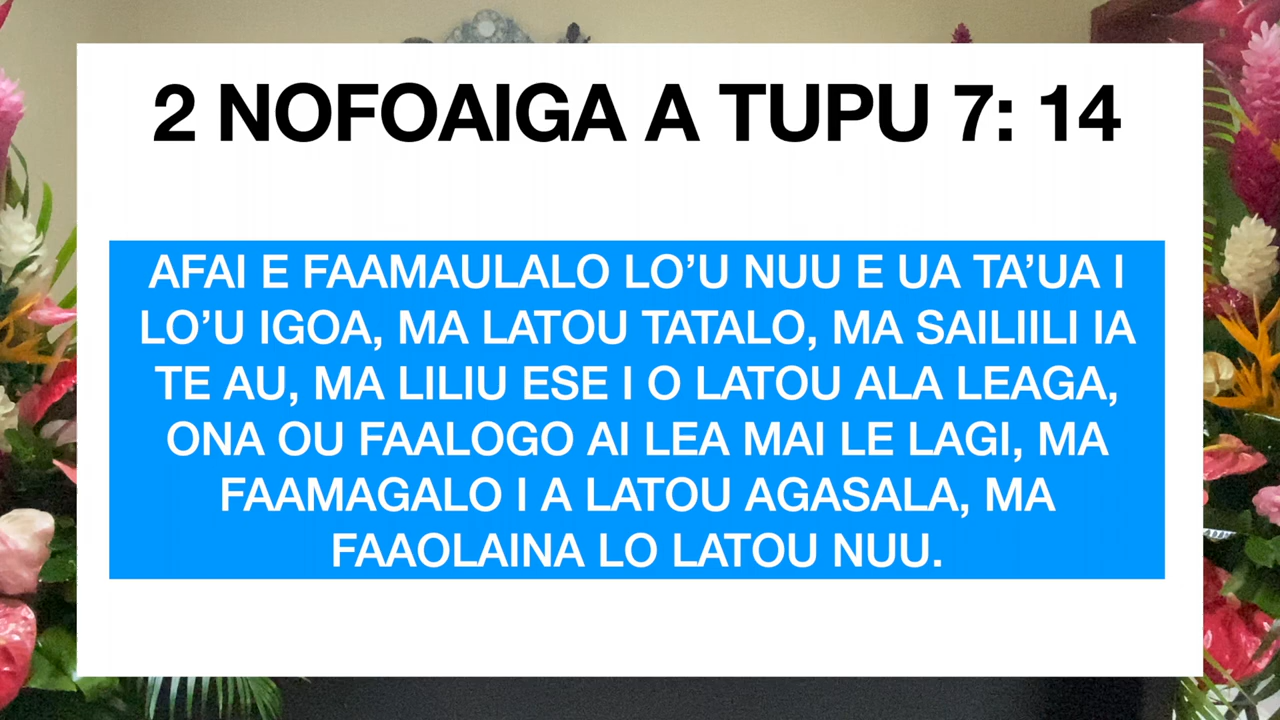 2 NOFOAIGA A TUPU 7: 14
AFAI E FAAMAULALO LO’U NUU E UA TA’UA I
LO’U IGOA, MA LATOU TATALO, MA SAILIILI IA
TE AU, MA LILIU ESE I O LATOU ALA LEAGA,
ONA OU FAALOGO AI LEA MAI LE LAGI, MA
FAAMAGALO I A LATOU AGASALA, MA
FAAOLAINA LO LATOU NUU.